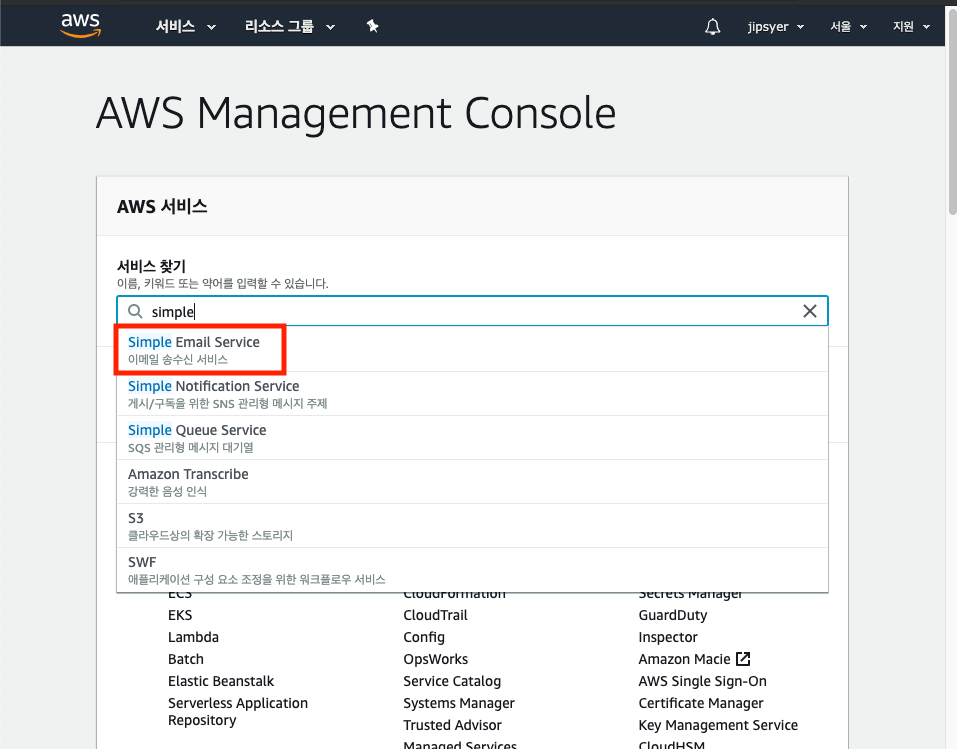 aws 서비스 리소스 그룹 jipsyer 서울 지원
AWS Management Console
AWS 서비스
서비스 찾기
이름, 키워드 또는 약어를 입력할 수 있습니다.
simple
Simple Email Service
이메일 송수신 서비스
Simple Notification Service
게시/구독을 위한 SNS 관리형 메시지 주제
Simple Queue Service
SQS 관리형 메시지 대기열
Amazon Transcribe
강력한 음성 인식
S3
클라우드상의 확장 가능한 스토리지
SWF
애플리케이션 구성 요소 조정을 위한 워크플로우 서비스
ECS CloudFormation Secrets Manager
EKS CloudTrail GuardDuty
Lambda Config Inspector
Batch OpsWorks Amazon Macie
Elastic Beanstalk Service Catalog AWS Single Sign-On
Serverless Application Systems Manager Certificate Manager
Repository Trusted Advisor Key Management Service
Managed Services CloudHSM